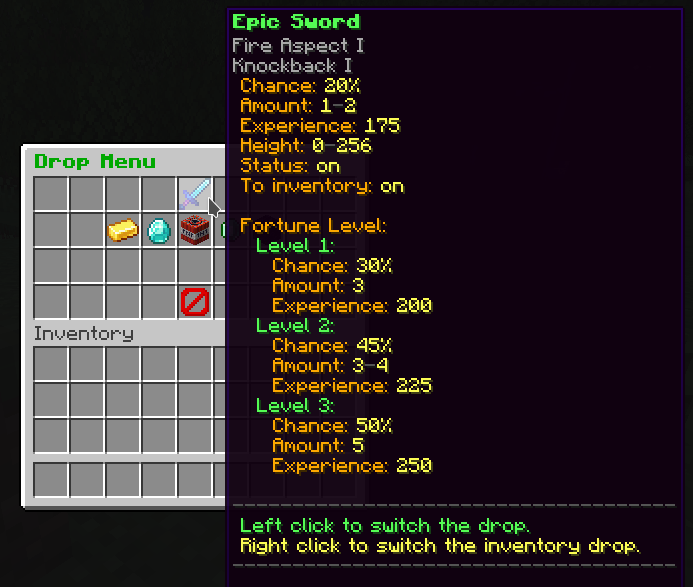 Epic Sword
Fire Aspect I
Knockback I
Chance: 20%
Amount: 1-2
Experience: 175
Height: 0-256
Status: on
To inventory: on
Fortune Level:
Level 1:
Chance: 30%
Amount: 3
Experience: 200
Level 2:
Chance: 45%
Amount: 3-4
Experience: 225
Level 3:
Chance: 50%
Amount: 5
Experience: 250
Left click to switch the drop.
Right click to switch the inventory drop.
Drop Menu
Inventory